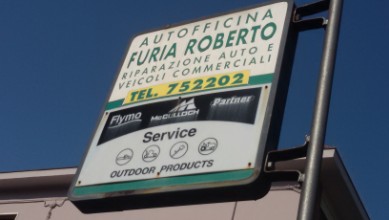 AUTOFFICINA
FURIA ROBERTO
RIPARAZIONE AUTO E
VEICOLI COMMERCIALI
TEL. 752202
Flymo McCULLOCH Partner
Service
OUTDOOR PRODUCTS